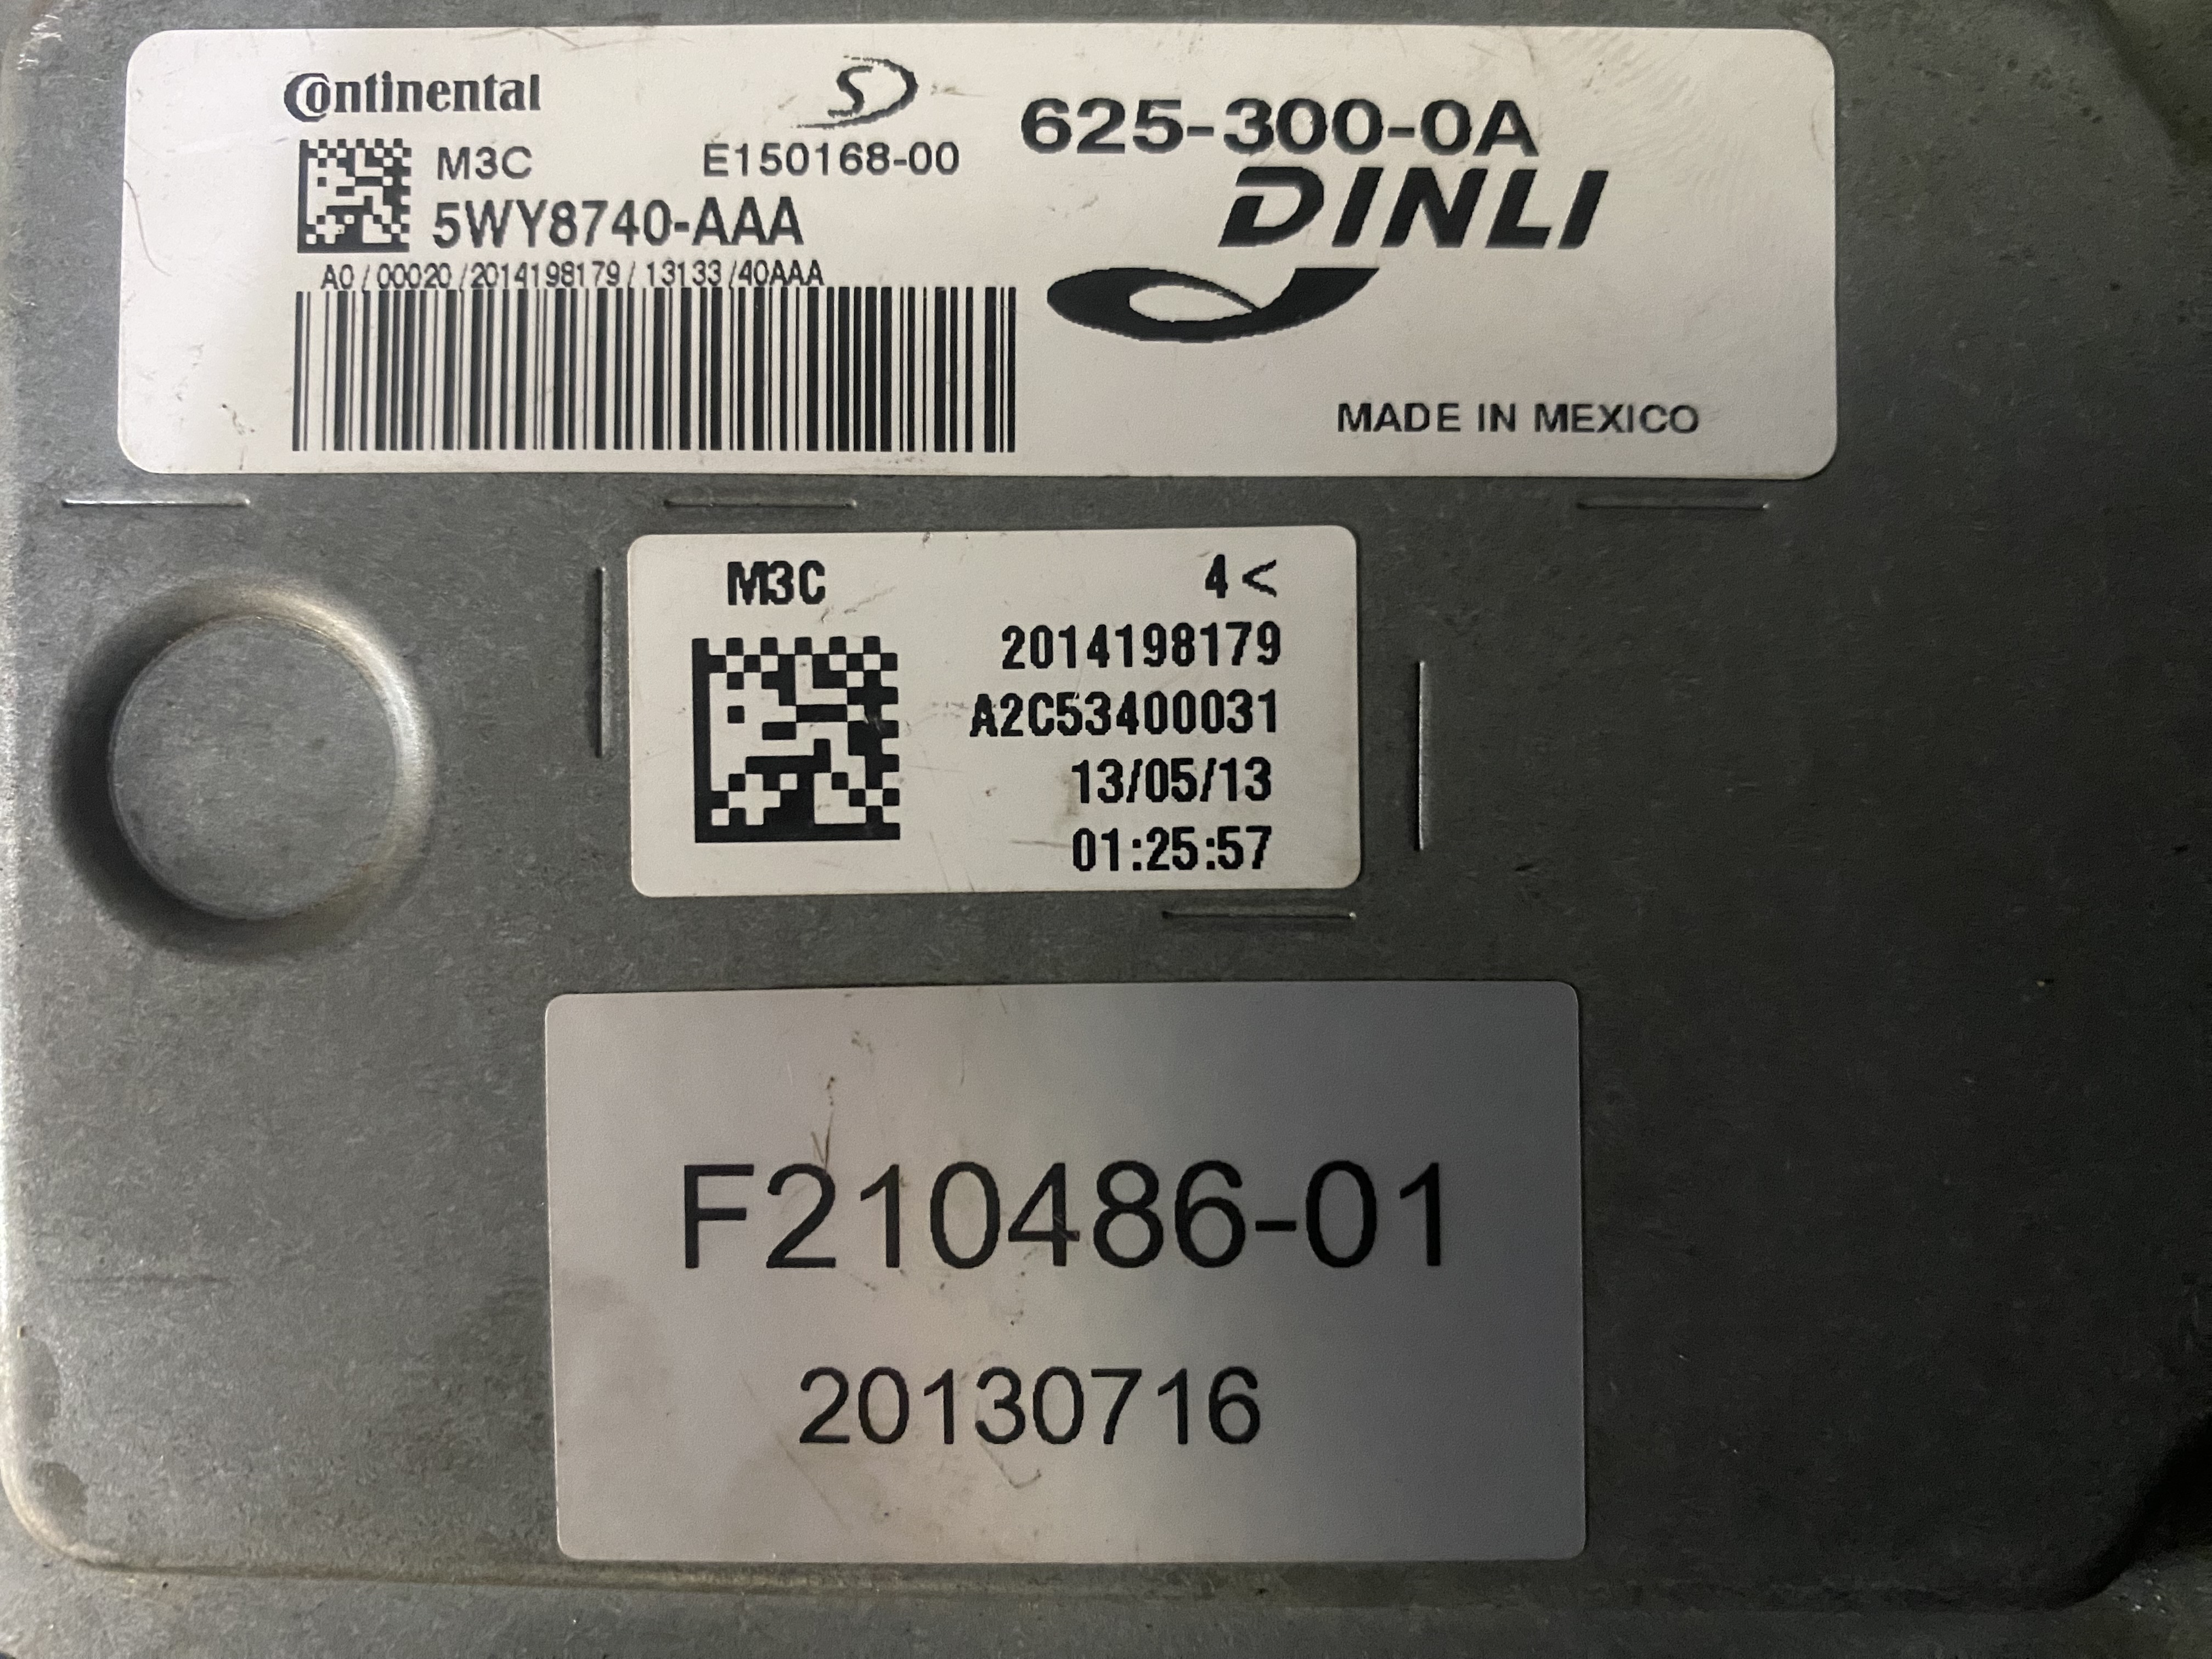 Continental
M3C E150168-00
5WY8740-AAA
A0 / 00020 / 2014198179 / 13133 /40AAA
625-300-0A
DINLI
MADE IN MEXICO
M3C 4<
2014198179
A2C53400031
13/05/13
01:25:57
F210486-01
20130716